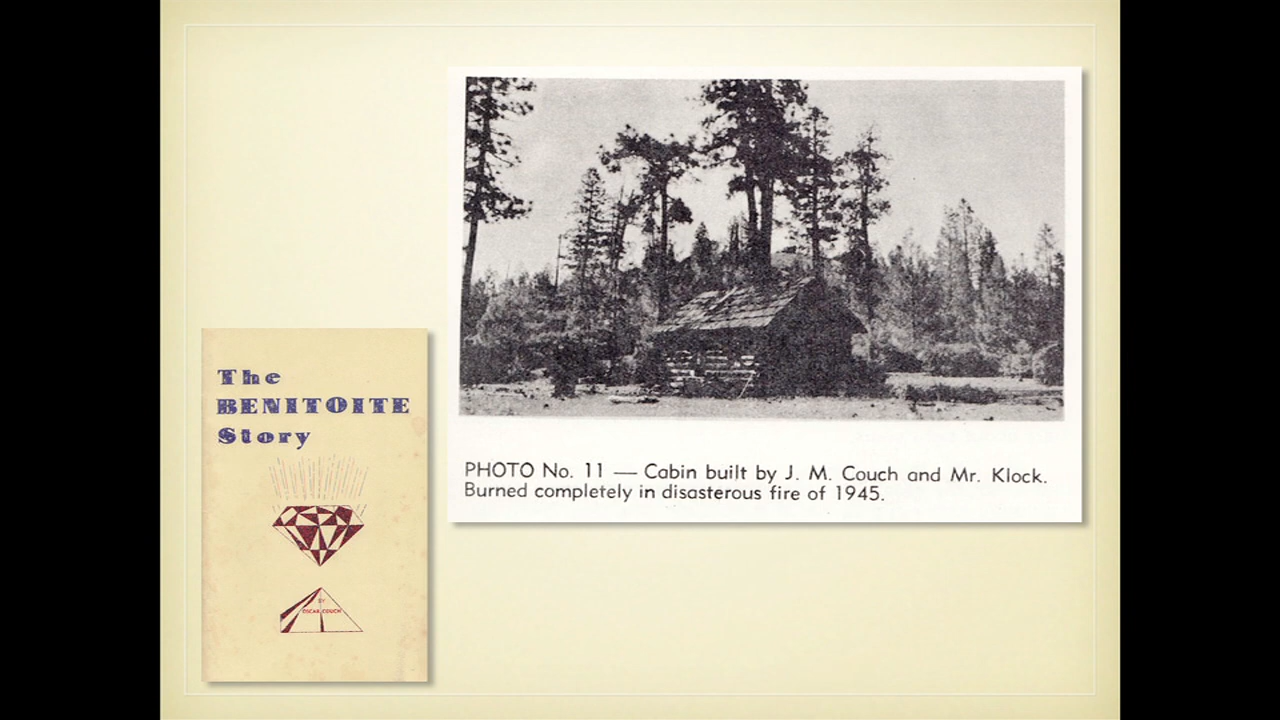 The
BENITOITE
Story
BY
OSCAR COUCH
PHOTO No. 11 — Cabin built by J. M. Couch and Mr. Klock.
Burned completely in disasterous fire of 1945.